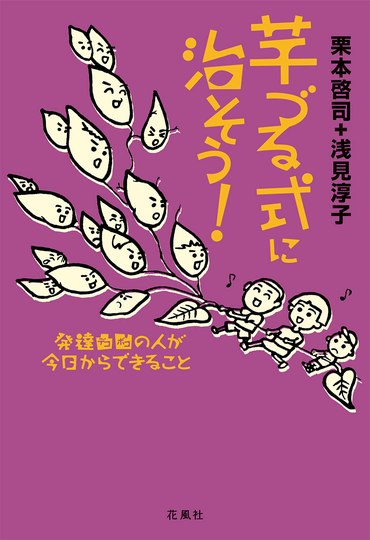 栗本啓司+浅見淳子
芋づる式に
治そう!
発達凸凹の人が
今日からできること
花風社